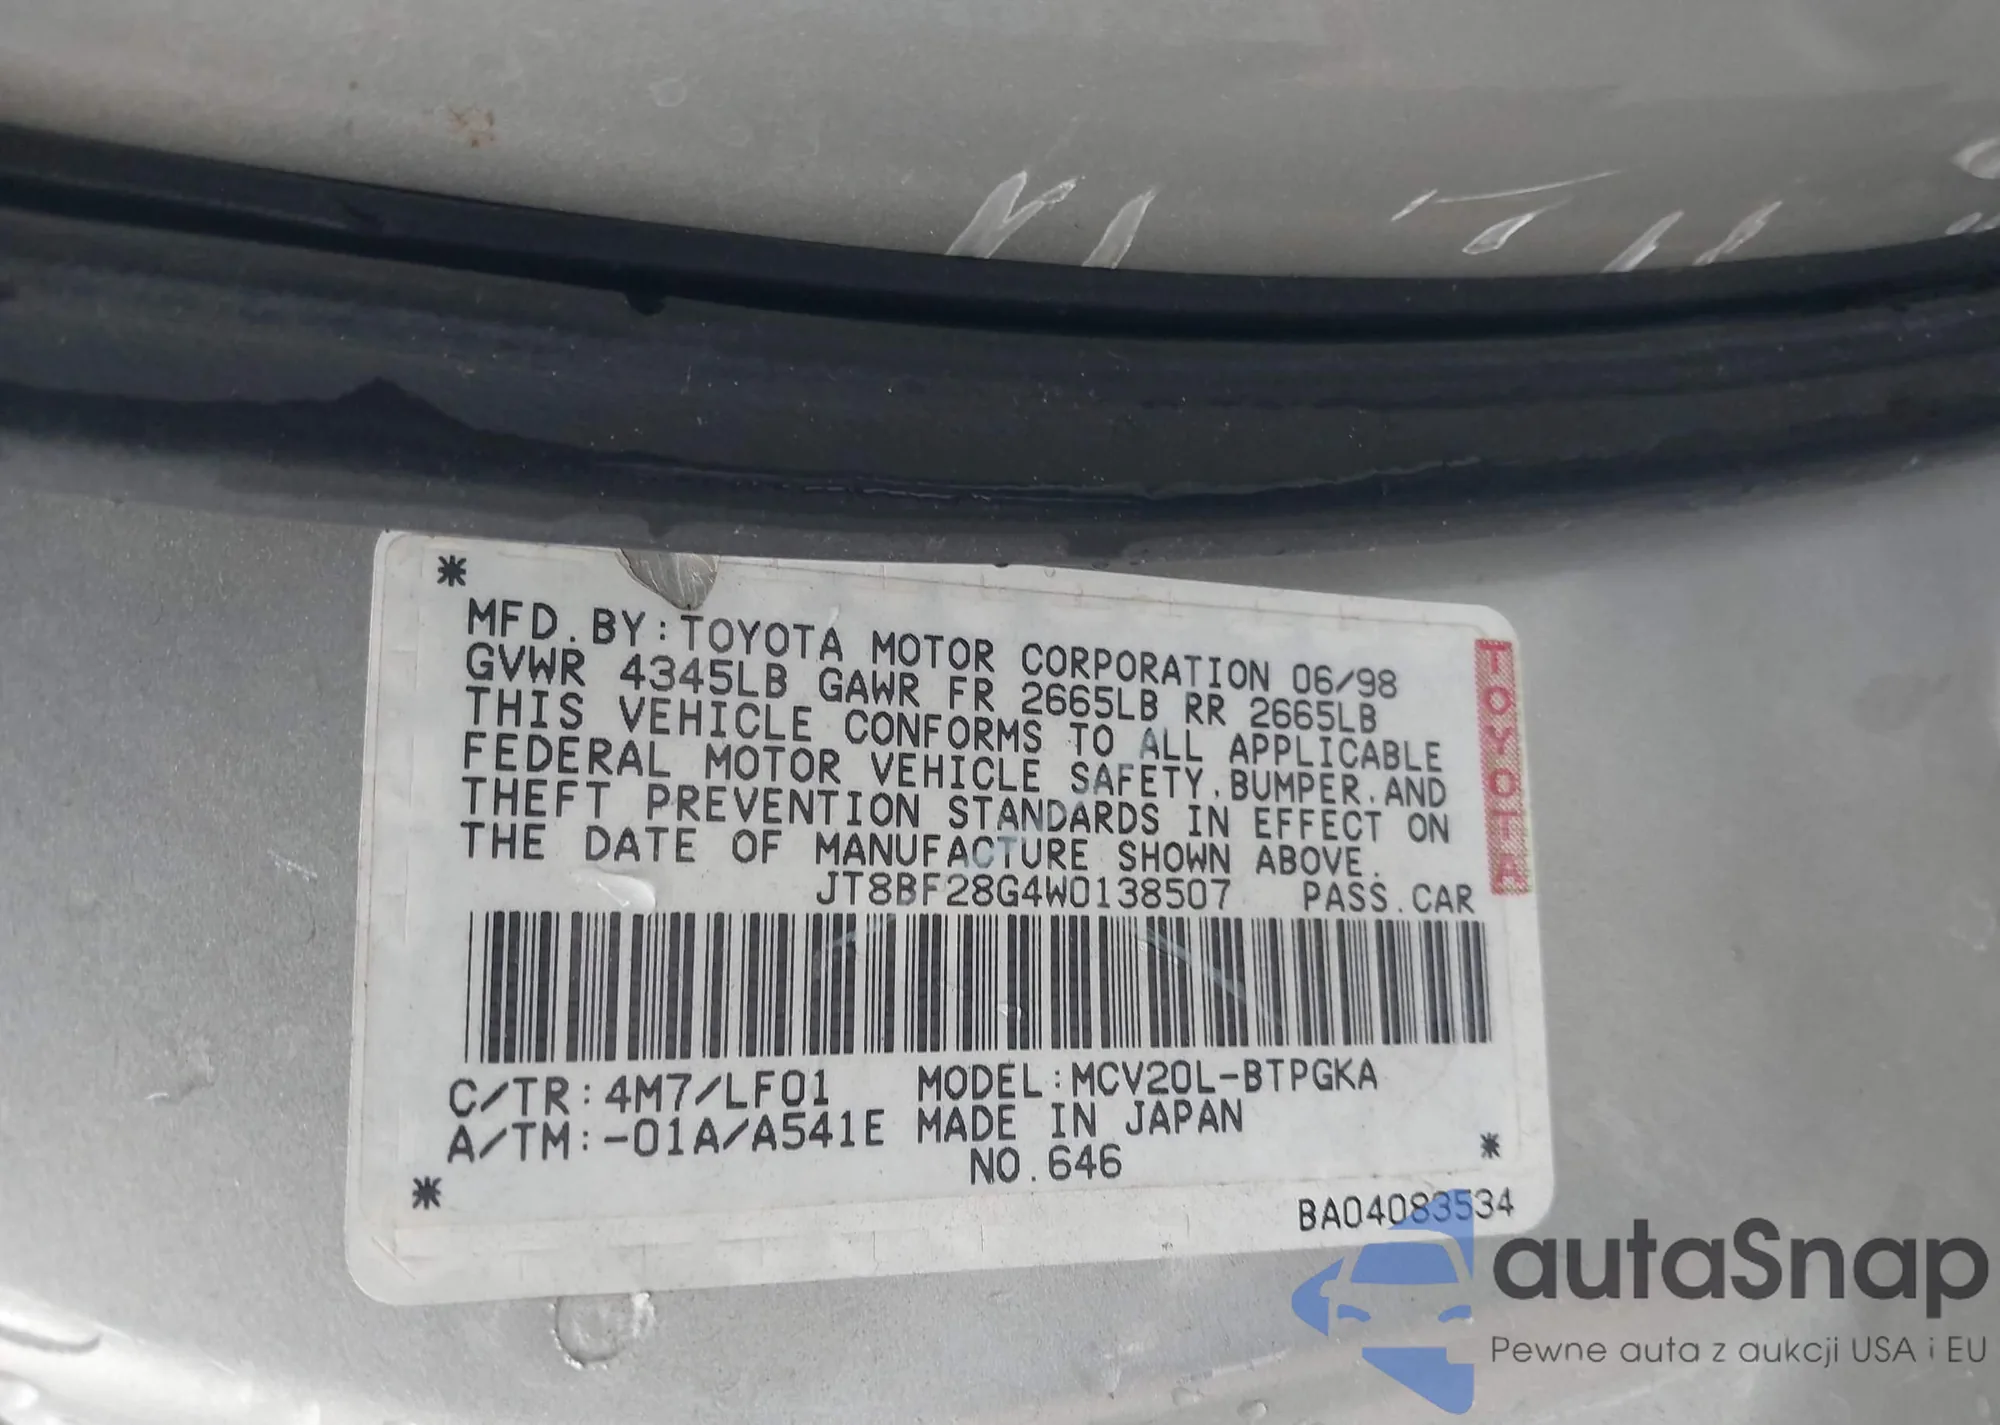 *
MFD. BY: TOYOTA MOTOR CORPORATION 06/98
GVWR 4345LB GAWR FR 2665LB RR 2665LB
THIS VEHICLE CONFORMS TO ALL APPLICABLE
FEDERAL MOTOR VEHICLE SAFETY, BUMPER, AND
THEFT PREVENTION STANDARDS IN EFFECT ON
THE DATE OF MANUFACTURE SHOWN ABOVE.
JT8BF28G4W0138507 PASS. CAR
TOYOTA
C/TR: 4M7/LF01 MODEL: MCV20L-BTPGKA
A/TM: -01A/A541E MADE IN JAPAN
NO. 646
* *
BA04083534
autaSnap
Pewne auta z aukcji USA i EU